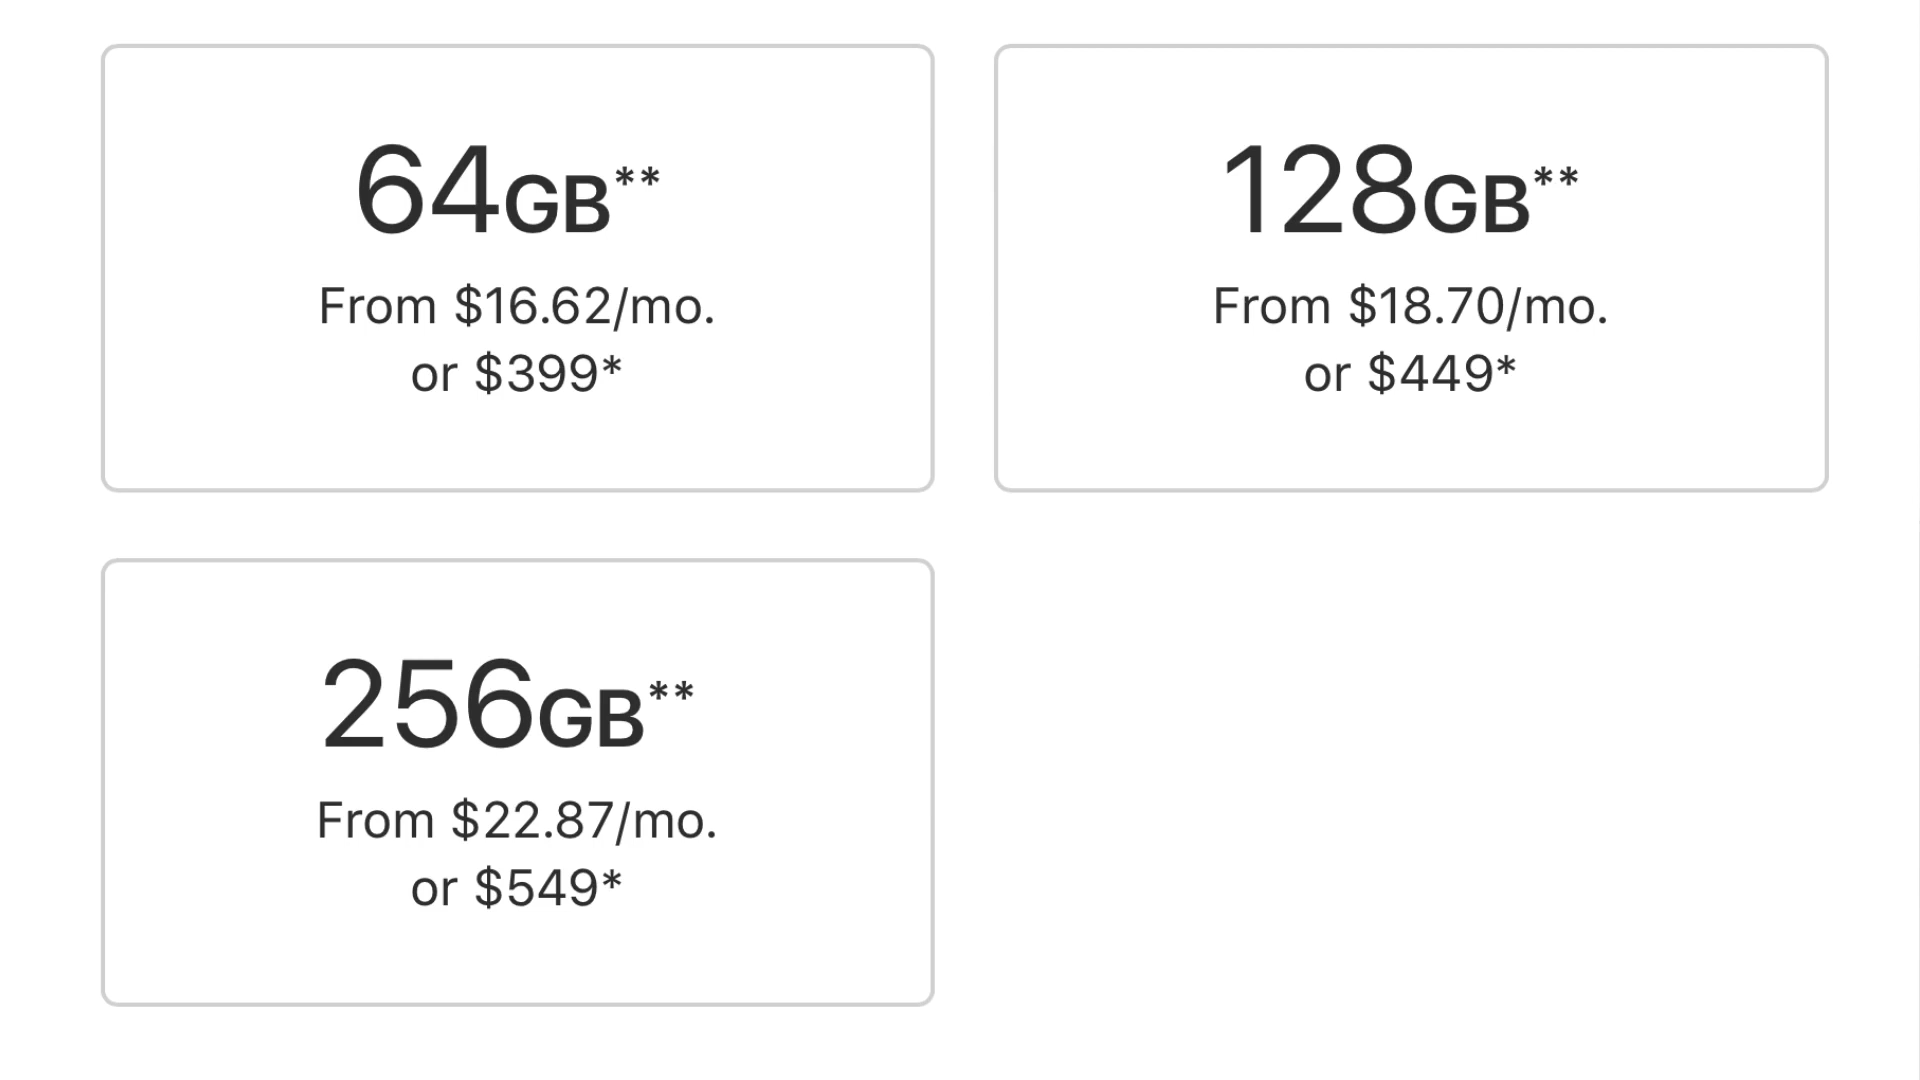 64GB**
From $16.62/mo.
or $399*
128GB**
From $18.70/mo.
or $449*
256GB**
From $22.87/mo.
or $549*